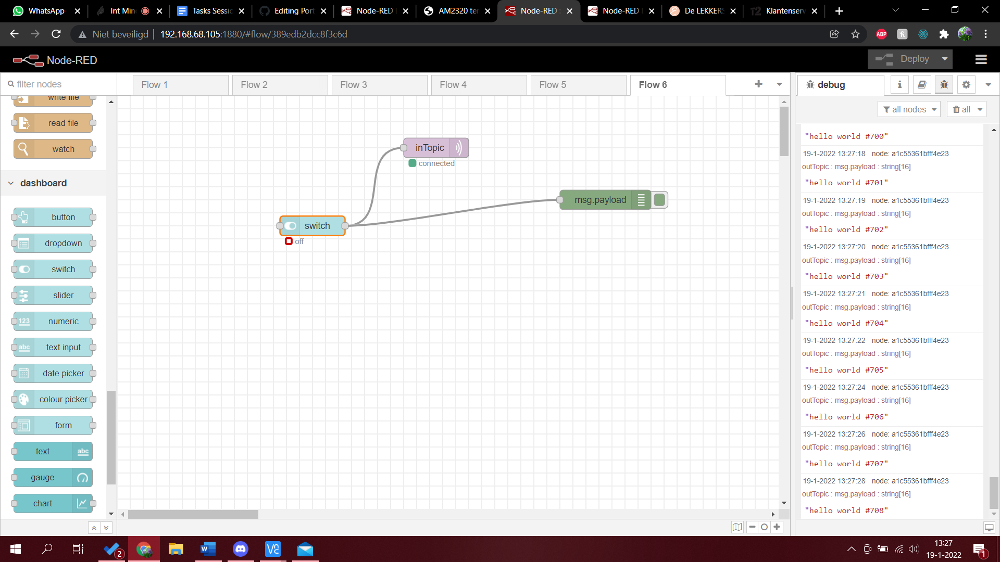 WhatsApp
Int Min
Tasks Sessi
Editing Port
Node-RED
AM2320 ter
Node-RED
Node-RED
De LEKKERS
Klantenserv
Niet beveiligd
192.168.68.105:1880/#flow/389edb2dcc8f3c6d
ABP
Node-RED
Deploy
filter nodes
Flow 1
Flow 2
Flow 3
Flow 4
Flow 5
Flow 6
debug
all nodes
all
write file
read file
watch
dashboard
button
dropdown
switch
slider
123 numeric
abc text input
date picker
colour picker
form
text abc
gauge
chart
inTopic
connected
msg.payload
switch
off
"hello world #700"
19-1-2022 13:27:18 node: a1c55361bfff4e23
outTopic : msg.payload : string[16]
"hello world #701"
19-1-2022 13:27:19 node: a1c55361bfff4e23
outTopic : msg.payload : string[16]
"hello world #702"
19-1-2022 13:27:20 node: a1c55361bfff4e23
outTopic : msg.payload : string[16]
"hello world #703"
19-1-2022 13:27:21 node: a1c55361bfff4e23
outTopic : msg.payload : string[16]
"hello world #704"
19-1-2022 13:27:22 node: a1c55361bfff4e23
outTopic : msg.payload : string[16]
"hello world #705"
19-1-2022 13:27:24 node: a1c55361bfff4e23
outTopic : msg.payload : string[16]
"hello world #706"
19-1-2022 13:27:26 node: a1c55361bfff4e23
outTopic : msg.payload : string[16]
"hello world #707"
19-1-2022 13:27:28 node: a1c55361bfff4e23
outTopic : msg.payload : string[16]
"hello world #708"
2
13:27
19-1-2022
1